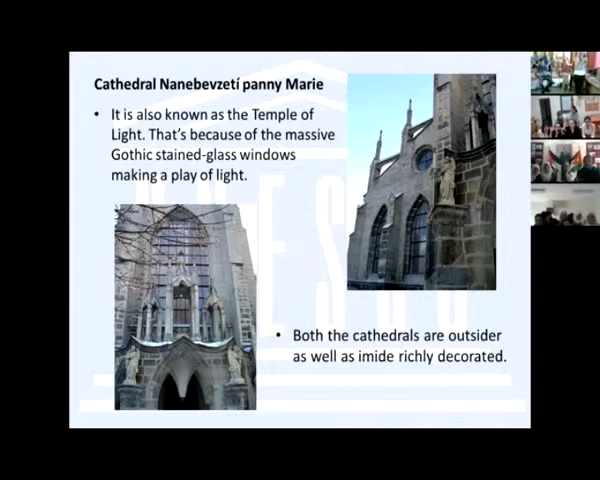 Cathedral Nanebevzetí panny Marie
• It is also known as the Temple of
Light. That's because of the massive
Gothic stained-glass windows
making a play of light.
• Both the cathedrals are outsider
as well as imide richly decorated.
UNESCO